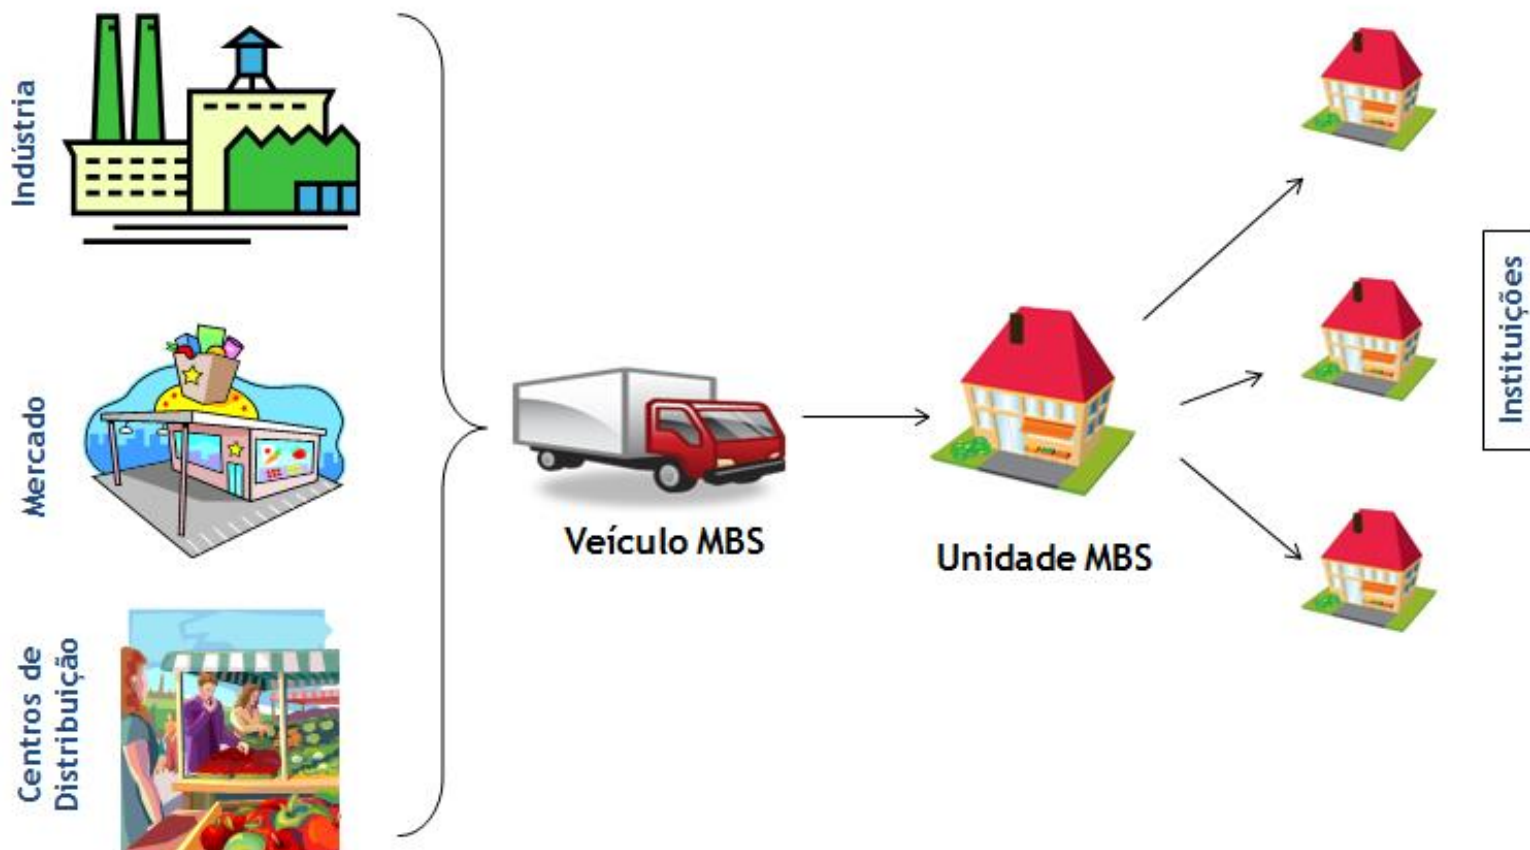 Indústria
Mercado
Centros de
Distribuição
Veículo MBS
Unidade MBS
Instituições